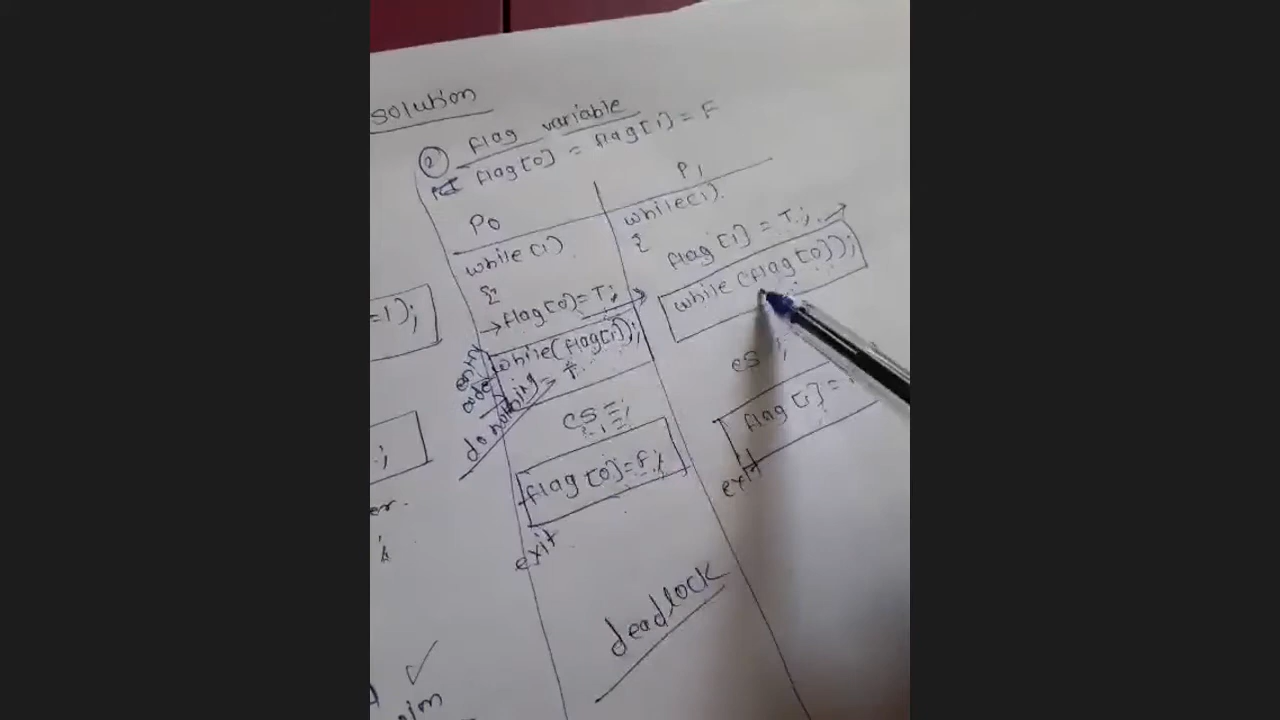 solution
② flag variable
flag[0] = flag[1] = F
P0
while(1)
{
→flag[0]=T;
while(flag[1]);
entry
code
do nothing = T.
CS
flag[0]=F;
exit
P1
while(1).
{
flag[1] = T;
while(flag[0]);
CS ;
flag[1] =
exit
deadlock
=1);
;